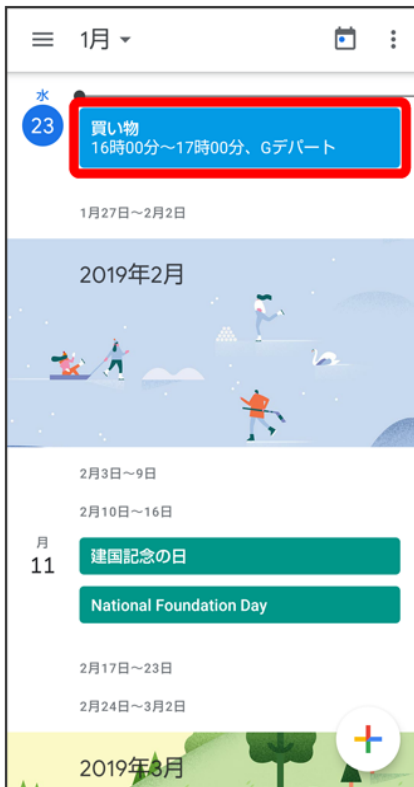 1月
水
23
買い物
16時00分～17時00分、Gデパート
1月27日～2月2日
2019年2月
2月3日～9日
2月10日～16日
月
11
建国記念の日
National Foundation Day
2月17日～23日
2月24日～3月2日
2019年3月